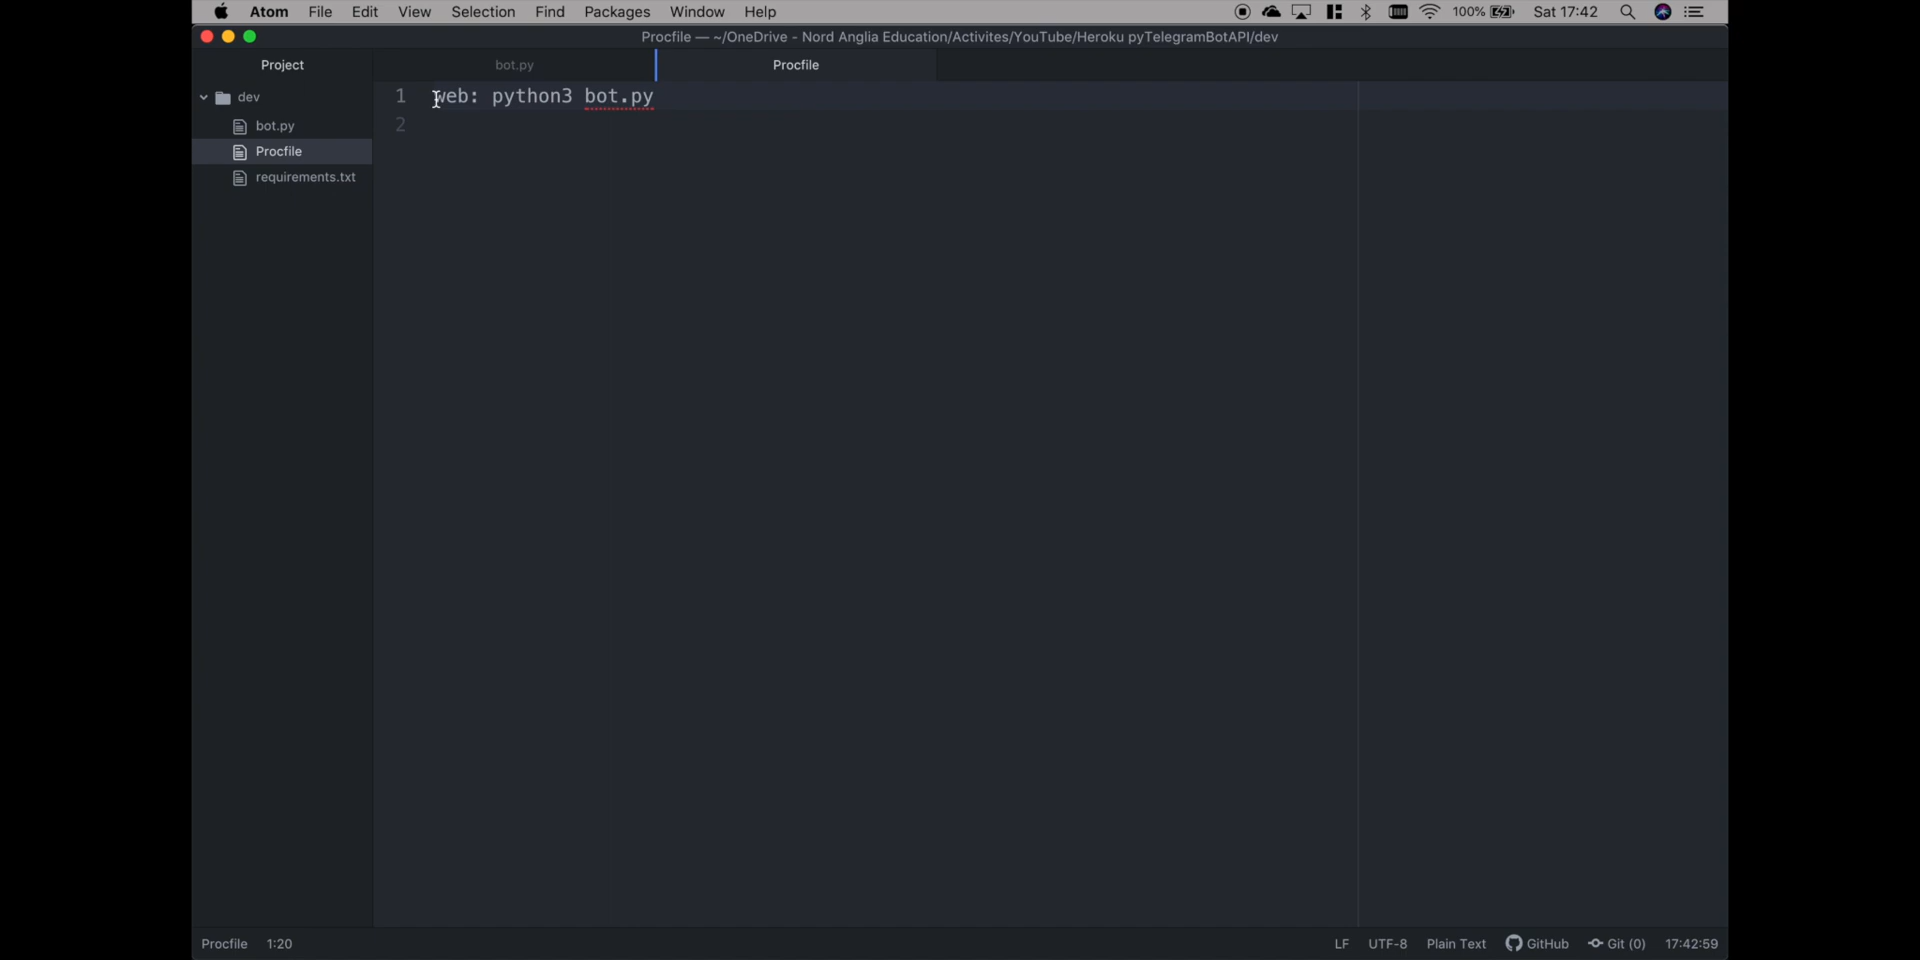 Atom File Edit View Selection Find Packages Window Help 100% Sat 17:42
Procfile — ~/OneDrive - Nord Anglia Education/Activites/YouTube/Heroku pyTelegramBotAPI/dev
Project bot.py Procfile
dev
bot.py
Procfile
requirements.txt
1 web: python3 bot.py
2
Procfile 1:20 LF UTF-8 Plain Text GitHub Git (0) 17:42:59